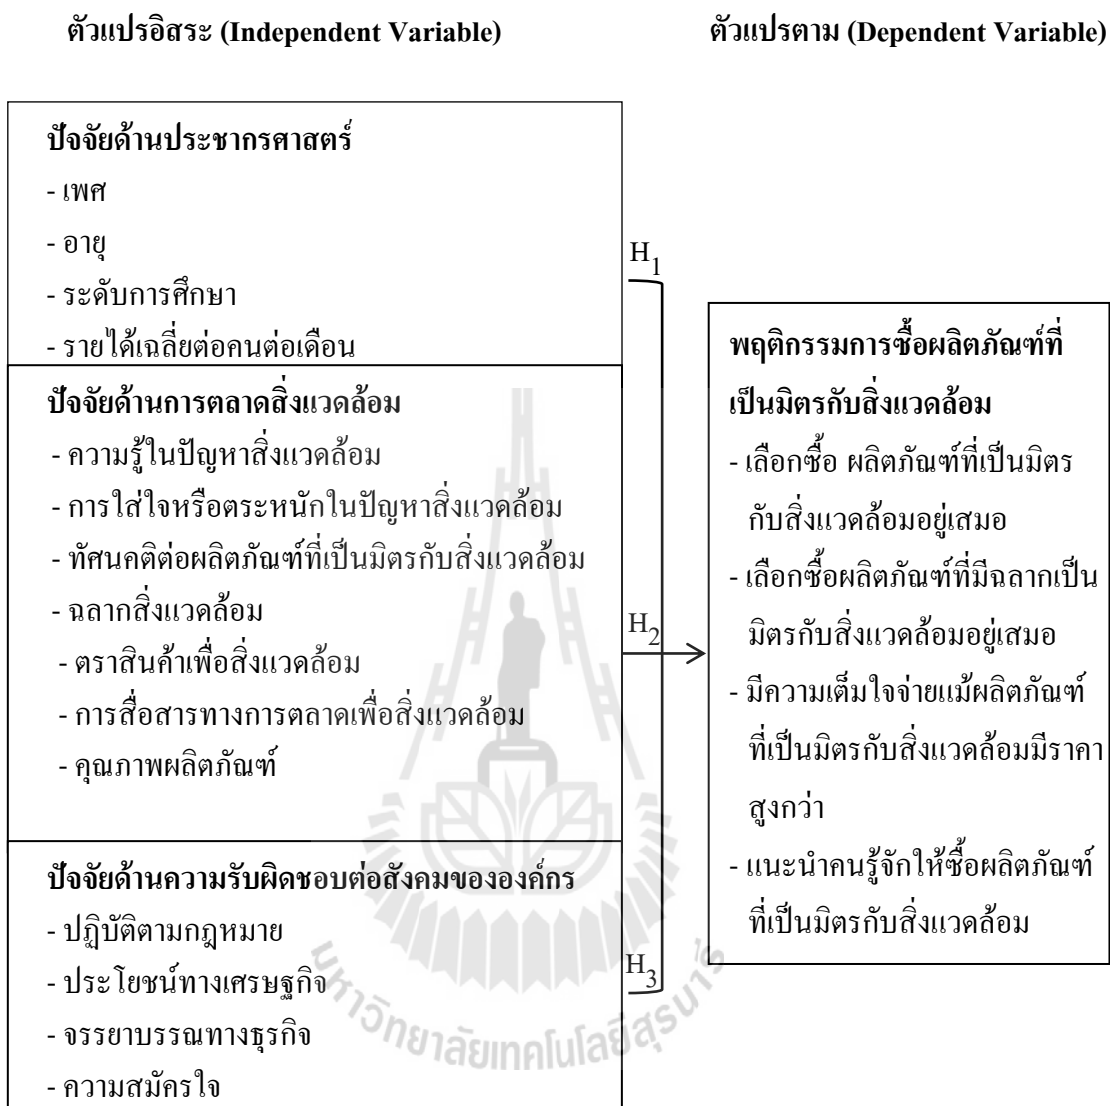 ตัวแปรอิสระ (Independent Variable)
ตัวแปรตาม (Dependent Variable)
ปัจจัยด้านประชากรศาสตร์
- เพศ
- อายุ
- ระดับการศึกษา
- รายได้เฉลี่ยต่อคนต่อเดือน
ปัจจัยด้านการตลาดสิ่งแวดล้อม
- ความรู้ในปัญหาสิ่งแวดล้อม
- การใส่ใจหรือตระหนักในปัญหาสิ่งแวดล้อม
- ทัศนคติต่อผลิตภัณฑ์ที่เป็นมิตรกับสิ่งแวดล้อม
- ฉลากสิ่งแวดล้อม
- ตราสินค้าเพื่อสิ่งแวดล้อม
- การสื่อสารทางการตลาดเพื่อสิ่งแวดล้อม
- คุณภาพผลิตภัณฑ์
ปัจจัยด้านความรับผิดชอบต่อสังคมขององค์กร
- ปฏิบัติตามกฎหมาย
- ประโยชน์ทางเศรษฐกิจ
- จรรยาบรรณทางธุรกิจ
- ความสมัครใจ
H1
H2
H3
พฤติกรรมการซื้อผลิตภัณฑ์ที่
เป็นมิตรกับสิ่งแวดล้อม
- เลือกซื้อ ผลิตภัณฑ์ที่เป็นมิตร
กับสิ่งแวดล้อมอยู่เสมอ
- เลือกซื้อผลิตภัณฑ์ที่มีฉลากเป็น
มิตรกับสิ่งแวดล้อมอยู่เสมอ
- มีความเต็มใจจ่ายแม้ผลิตภัณฑ์
ที่เป็นมิตรกับสิ่งแวดล้อมมีราคา
สูงกว่า
- แนะนำคนรู้จักให้ซื้อผลิตภัณฑ์
ที่เป็นมิตรกับสิ่งแวดล้อม
มหาวิทยาลัยเทคโนโลยีสุรนารี